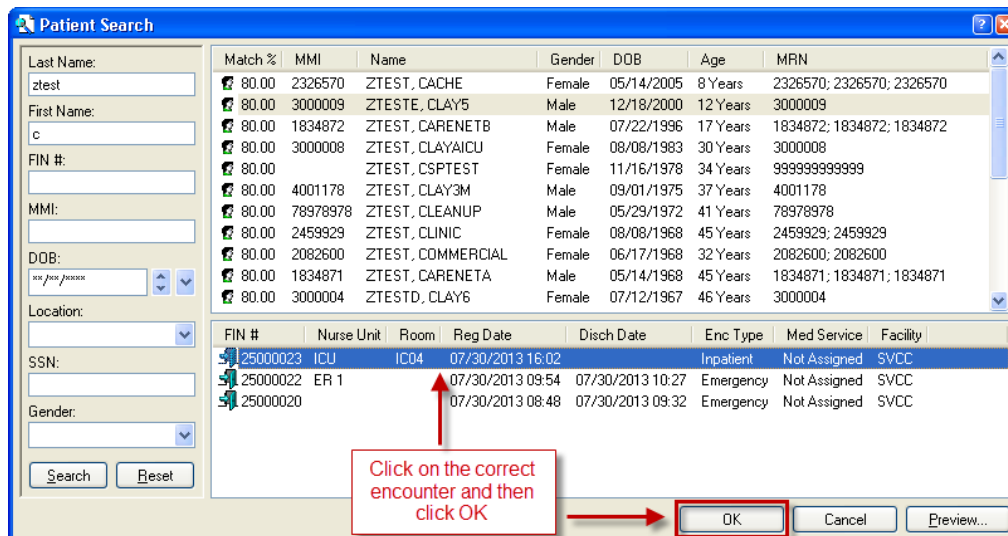 Patient Search
Last Name:
ztest
First Name:
c
FIN #:
MMI:
DOB:
**/**/****
Location:
SSN:
Gender:
Search Reset
Match % MMI Name Gender DOB Age MRN
80.00 2326570 ZTEST, CACHE Female 05/14/2005 8 Years 2326570; 2326570; 2326570
80.00 3000009 ZTESTE, CLAY5 Male 12/18/2000 12 Years 3000009
80.00 1834872 ZTEST, CARENETB Male 07/22/1996 17 Years 1834872; 1834872; 1834872
80.00 3000008 ZTEST, CLAYAICU Female 08/08/1983 30 Years 3000008
80.00 ZTEST, CSPTEST Female 11/16/1978 34 Years 999999999999
80.00 4001178 ZTEST, CLAY3M Male 09/01/1975 37 Years 4001178
80.00 78978978 ZTEST, CLEANUP Male 05/29/1972 41 Years 78978978
80.00 2459929 ZTEST, CLINIC Female 08/08/1968 45 Years 2459929; 2459929
80.00 2082600 ZTEST, COMMERCIAL Female 06/17/1968 32 Years 2082600; 2082600
80.00 1834871 ZTEST, CARENETA Male 05/14/1968 45 Years 1834871; 1834871; 1834871
80.00 3000004 ZTESTD, CLAY6 Female 07/12/1967 46 Years 3000004
FIN # Nurse Unit Room Reg Date Disch Date Enc Type Med Service Facility
25000023 ICU IC04 07/30/2013 16:02 Inpatient Not Assigned SVCC
25000022 ER 1 07/30/2013 09:54 07/30/2013 10:27 Emergency Not Assigned SVCC
25000020 07/30/2013 08:48 07/30/2013 09:32 Emergency Not Assigned SVCC
Click on the correct
encounter and then
click OK
OK Cancel Preview...